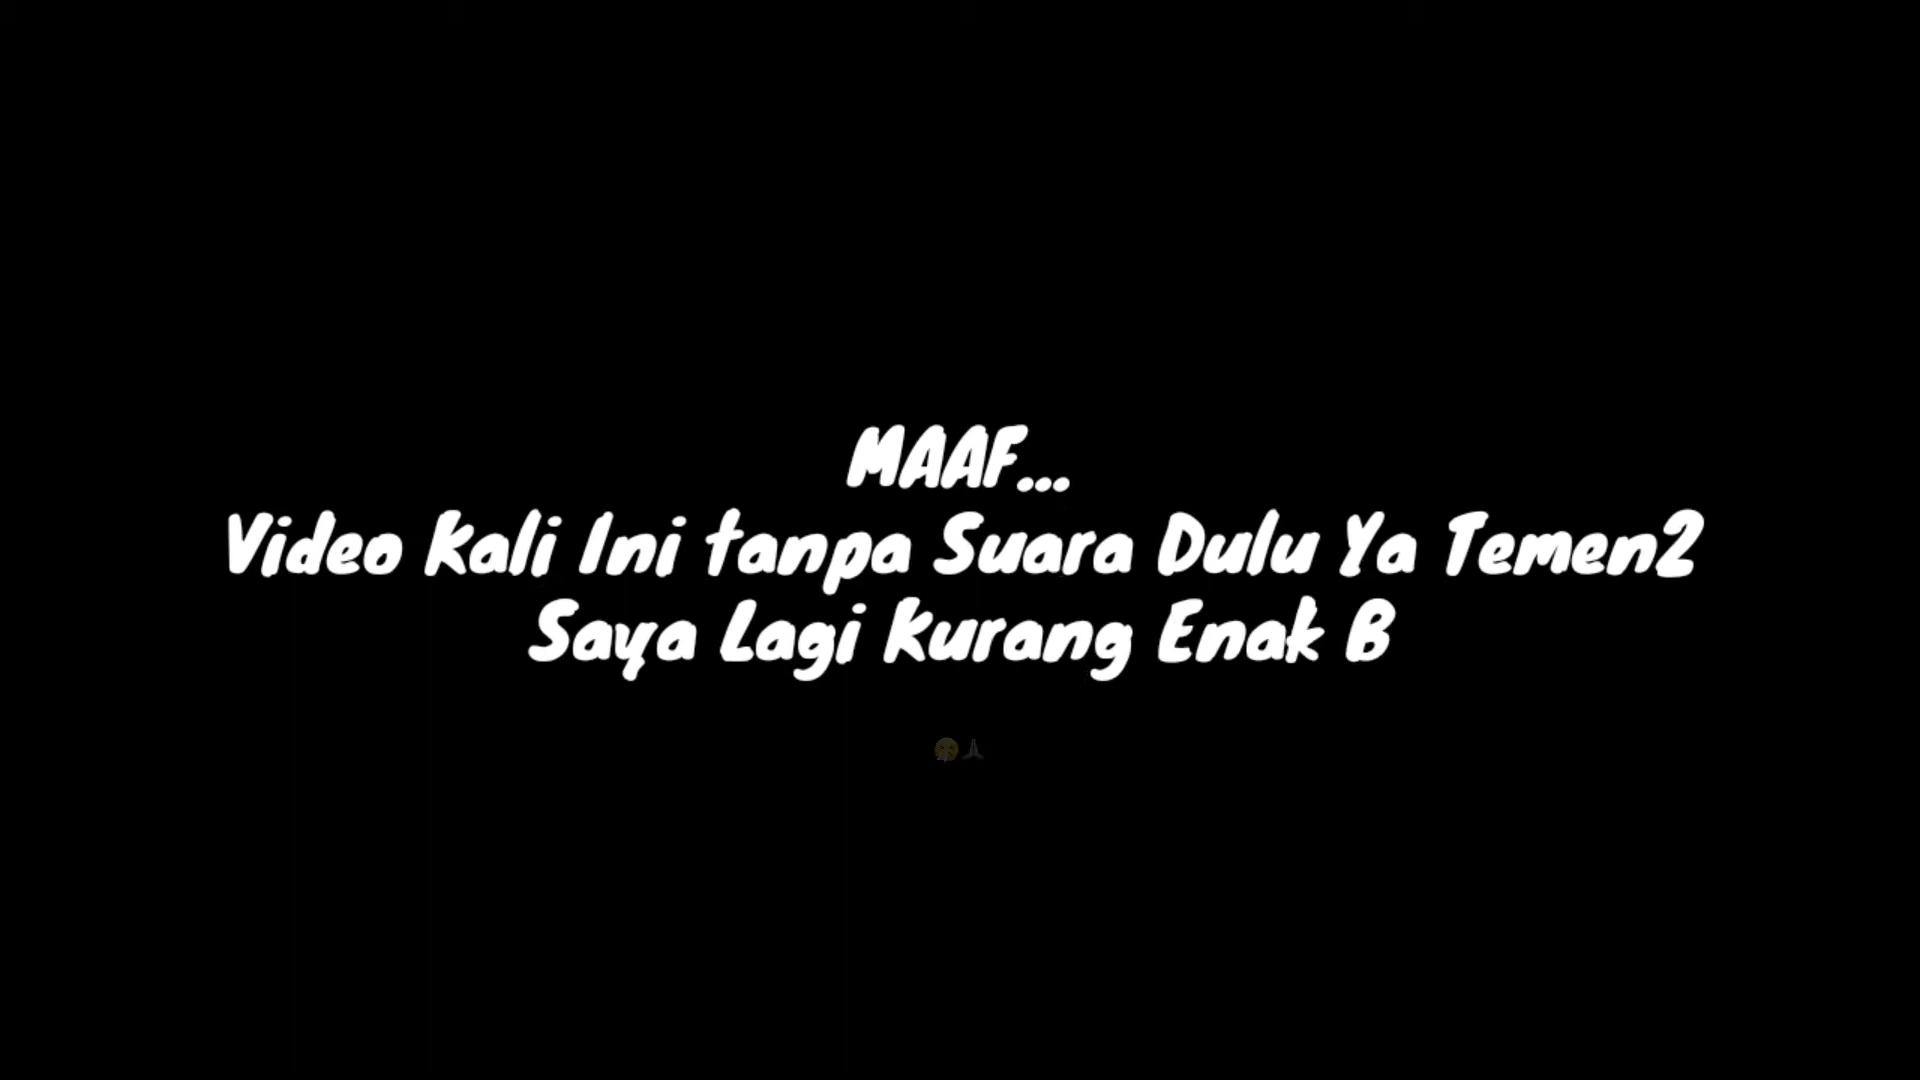 MAAF...
Video Kali Ini tanpa Suara Dulu Ya Temen2
Saya Lagi Kurang Enak B